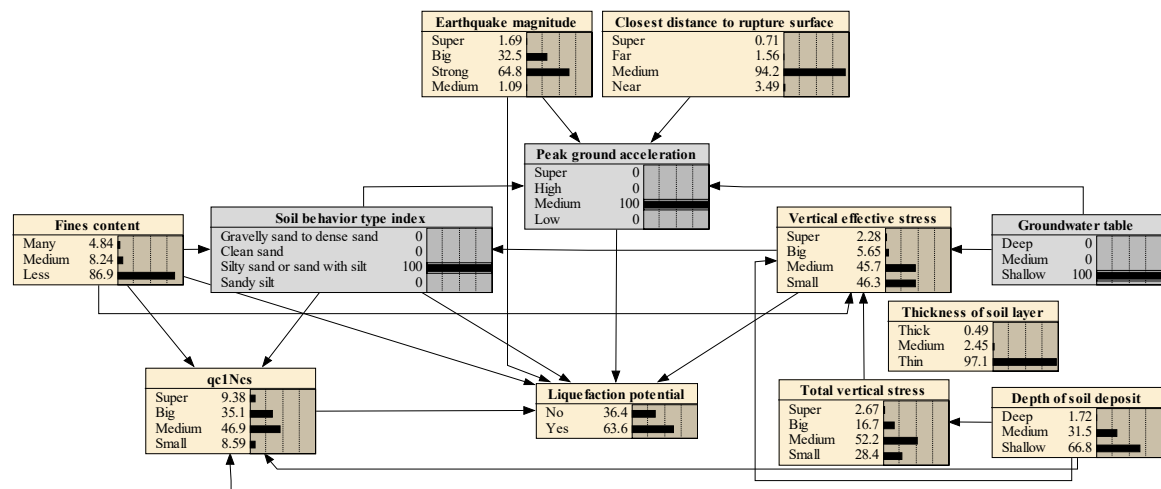 Earthquake magnitude
Super 1.69
Big 32.5
Strong 64.8
Medium 1.09
Closest distance to rupture surface
Super 0.71
Far 1.56
Medium 94.2
Near 3.49
Peak ground acceleration
Super 0
High 0
Medium 100
Low 0
Fines content
Many 4.84
Medium 8.24
Less 86.9
Soil behavior type index
Gravelly sand to dense sand 0
Clean sand 0
Silty sand or sand with silt 100
Sandy silt 0
Vertical effective stress
Super 2.28
Big 5.65
Medium 45.7
Small 46.3
Groundwater table
Deep 0
Medium 0
Shallow 100
Thickness of soil layer
Thick 0.49
Medium 2.45
Thin 97.1
qc1Ncs
Super 9.38
Big 35.1
Medium 46.9
Small 8.59
Liquefaction potential
No 36.4
Yes 63.6
Total vertical stress
Super 2.67
Big 16.7
Medium 52.2
Small 28.4
Depth of soil deposit
Deep 1.72
Medium 31.5
Shallow 66.8